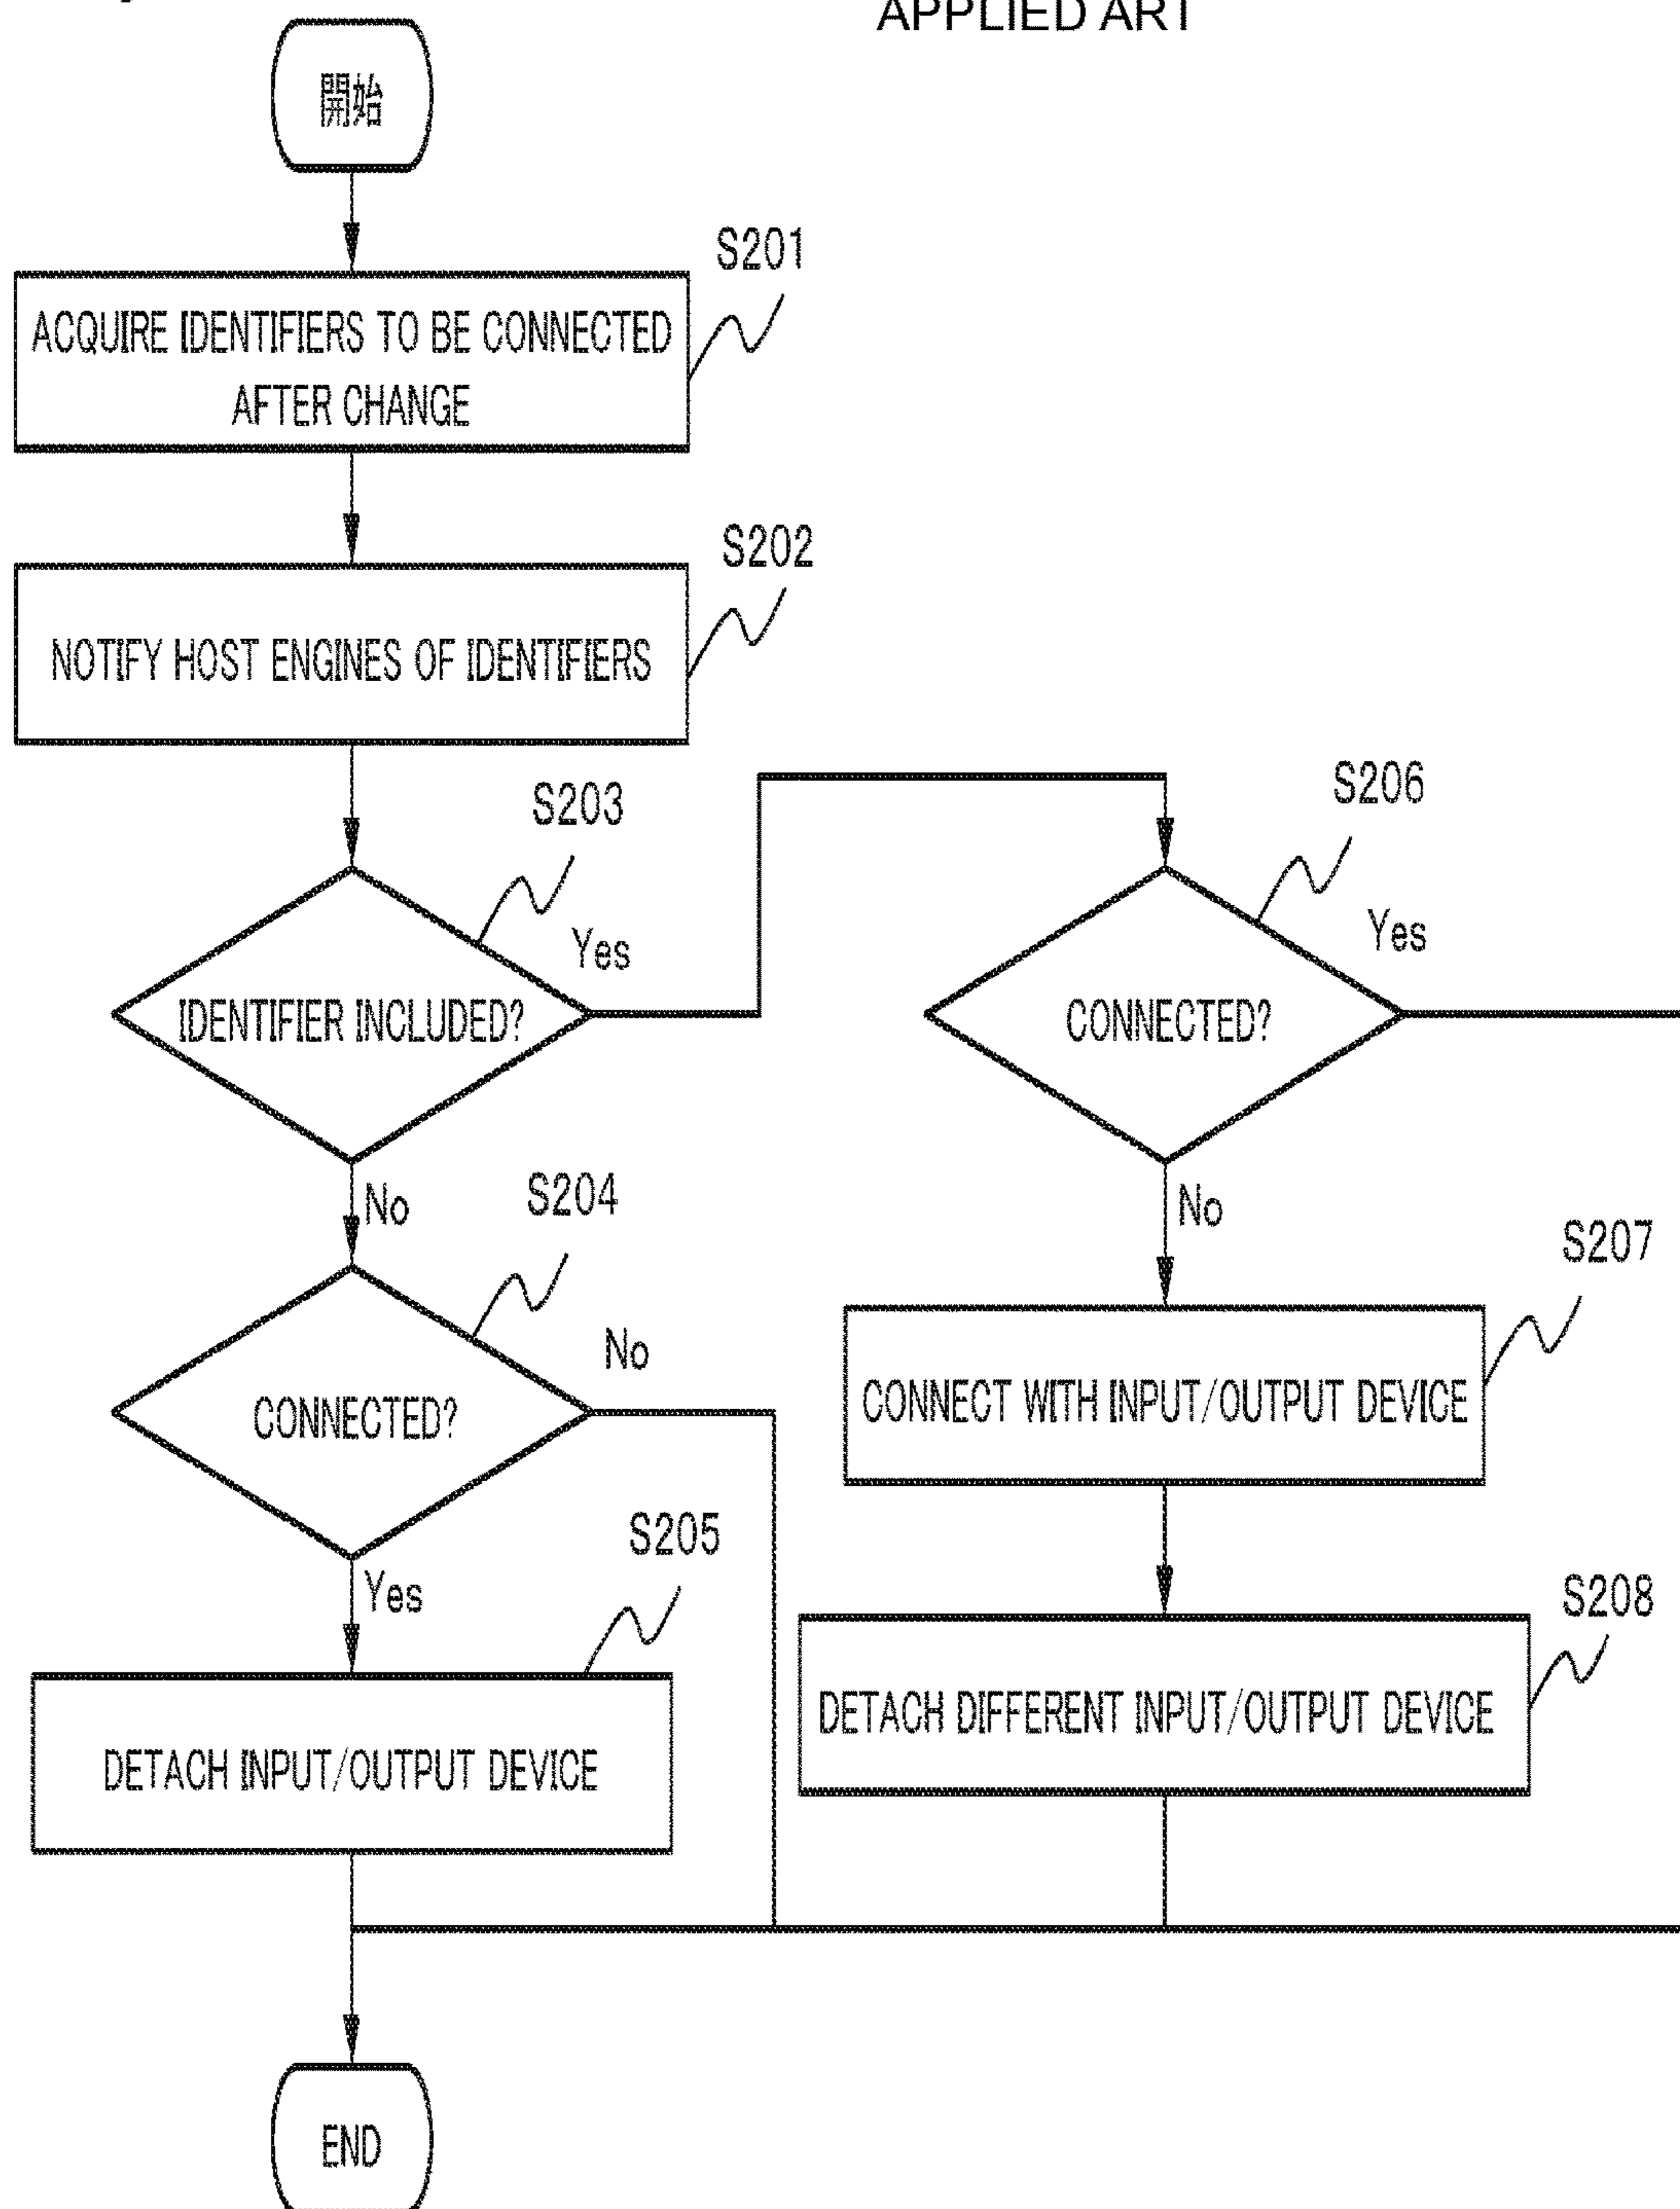 APPLIED ART
開始
S201
ACQUIRE IDENTIFIERS TO BE CONNECTED
AFTER CHANGE
S202
NOTIFY HOST ENGINES OF IDENTIFIERS
S203
Yes
IDENTIFIER INCLUDED?
S206
Yes
CONNECTED?
No
S204
No
CONNECTED?
Yes
No
S207
CONNECT WITH INPUT/OUTPUT DEVICE
S205
DETACH INPUT/OUTPUT DEVICE
S208
DETACH DIFFERENT INPUT/OUTPUT DEVICE
END